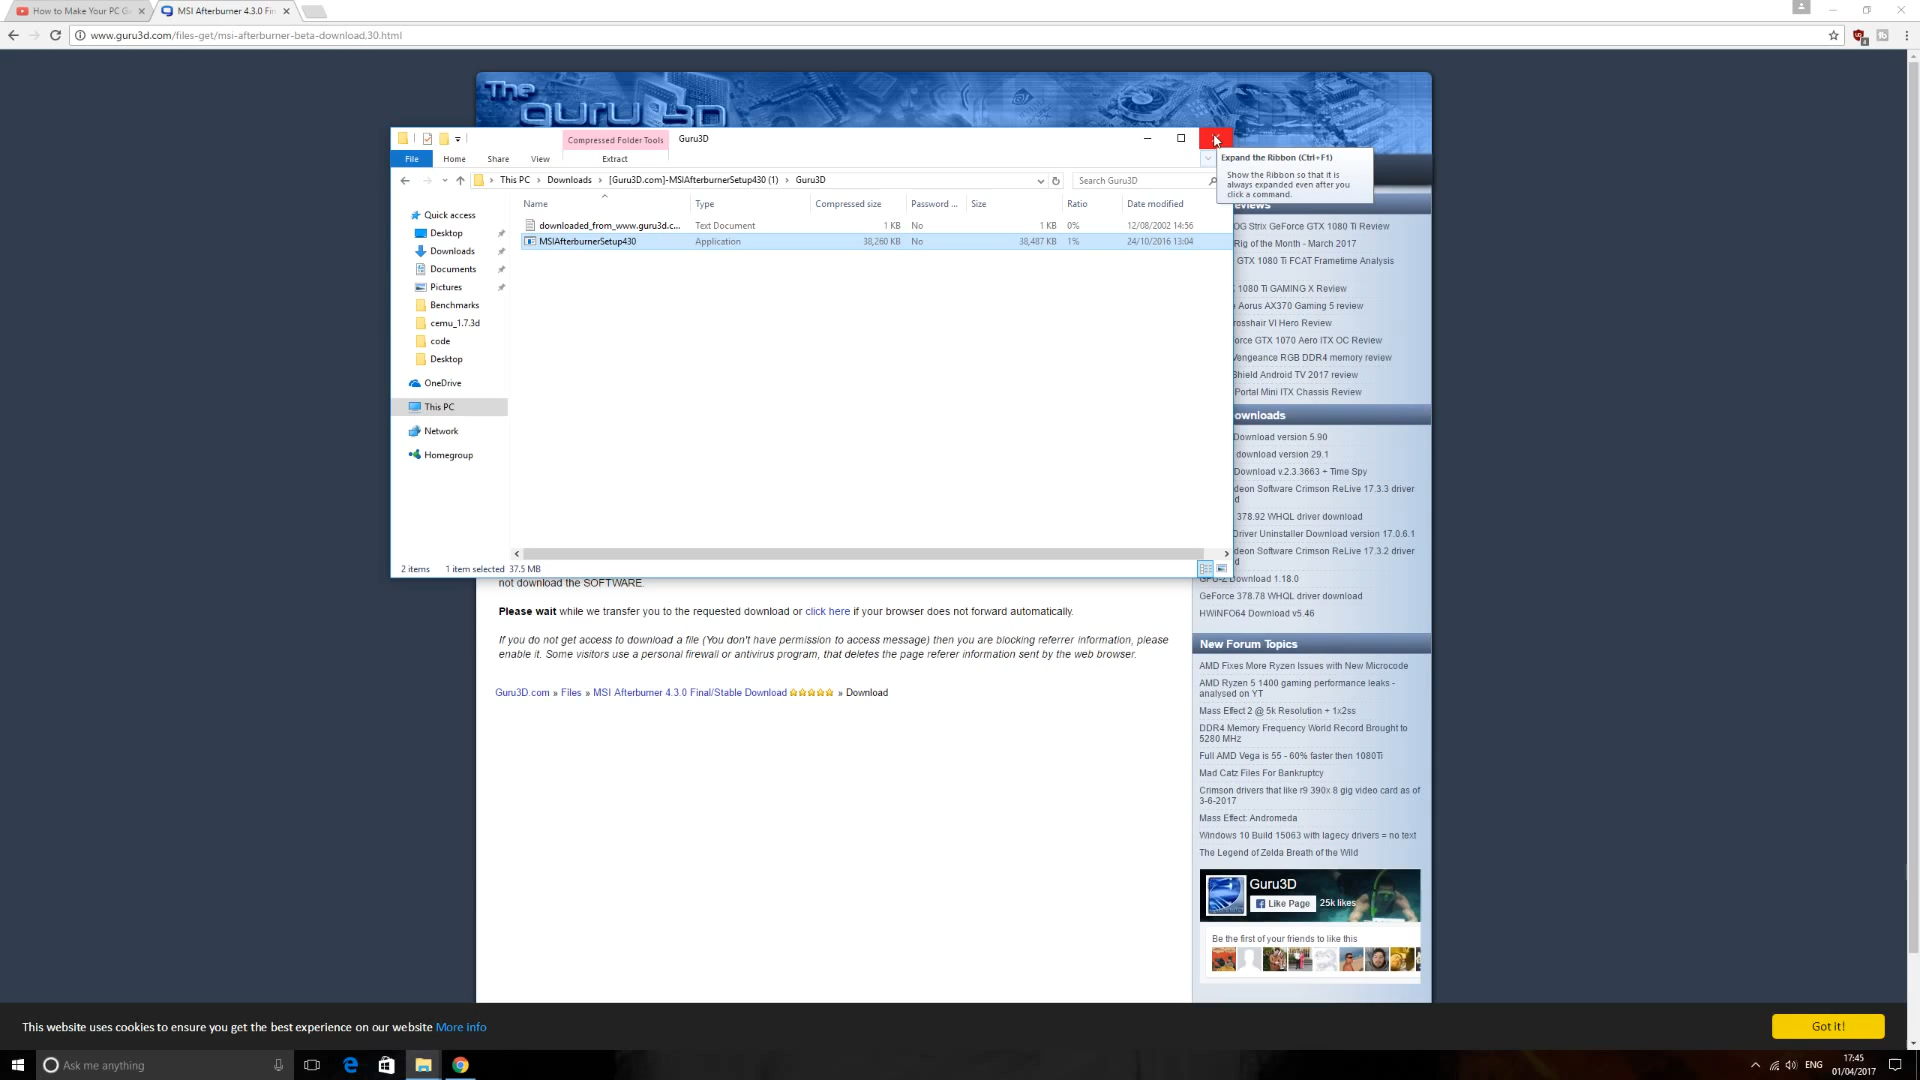 How to Make Your PC G
MSI Afterburner 4.3.0 Fin
www.guru3d.com/files-get/msi-afterburner-beta-download,30.html
The
guru3D
Compressed Folder Tools
Guru3D
File
Home
Share
View
Extract
Expand the Ribbon (Ctrl+F1)
Show the Ribbon so that it is
always expanded even after you
click a command.
This PC > Downloads > [Guru3D.com]-MSIAfterburnerSetup430 (1) > Guru3D
Search Guru3D
Name
Type
Compressed size
Password ...
Size
Ratio
Date modified
downloaded_from_www.guru3d.c... Text Document 1 KB No 1 KB 0% 12/08/2002 14:56
MSIAfterburnerSetup430 Application 38,260 KB No 38,487 KB 1% 24/10/2016 13:04
Quick access
Desktop
Downloads
Documents
Pictures
Benchmarks
cemu_1.7.3d
code
Desktop
OneDrive
This PC
Network
Homegroup
2 items 1 item selected 37.5 MB
eviews
OG Strix GeForce GTX 1080 Ti Review
Rig of the Month - March 2017
GTX 1080 Ti FCAT Frametime Analysis
1080 Ti GAMING X Review
Aorus AX370 Gaming 5 review
rosshair VI Hero Review
orce GTX 1070 Aero ITX OC Review
Vengeance RGB DDR4 memory review
Shield Android TV 2017 review
Portal Mini ITX Chassis Review
ownloads
Download version 5.90
download version 29.1
Download v.2.3.3663 + Time Spy
deon Software Crimson ReLive 17.3.3 driver
d
378.92 WHQL driver download
Driver Uninstaller Download version 17.0.6.1
deon Software Crimson ReLive 17.3.2 driver
d
GPU-Z Download 1.18.0
GeForce 378.78 WHQL driver download
HWiNFO64 Download v5.46
not download the SOFTWARE.
Please wait while we transfer you to the requested download or click here if your browser does not forward automatically.
If you do not get access to download a file (You don't have permission to access message) then you are blocking referrer information, please
enable it. Some visitors use a personal firewall or antivirus program, that deletes the page referer information sent by the web browser.
Guru3D.com » Files » MSI Afterburner 4.3.0 Final/Stable Download » Download
New Forum Topics
AMD Fixes More Ryzen Issues with New Microcode
AMD Ryzen 5 1400 gaming performance leaks -
analysed on YT
Mass Effect 2 @ 5k Resolution + 1x2ss
DDR4 Memory Frequency World Record Brought to
5280 MHz
Full AMD Vega is 55 - 60% faster then 1080Ti
Mad Catz Files For Bankruptcy
Crimson drivers that like r9 390x 8 gig video card as of
3-6-2017
Mass Effect: Andromeda
Windows 10 Build 15063 with lagacy drivers = no text
The Legend of Zelda Breath of the Wild
Guru3D
Like Page
25k likes
Be the first of your friends to like this
This website uses cookies to ensure you get the best experience on our website More info
Got it!
Ask me anything
ENG
17:45
01/04/2017